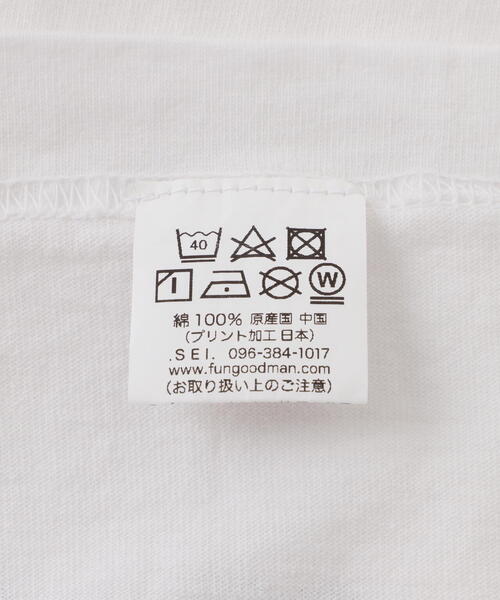 40
W
綿 100% 原産国 中国
(プリント加工 日本)
.SEI. 096-384-1017
www.fungoodman.com
(お取り扱い上のご注意)